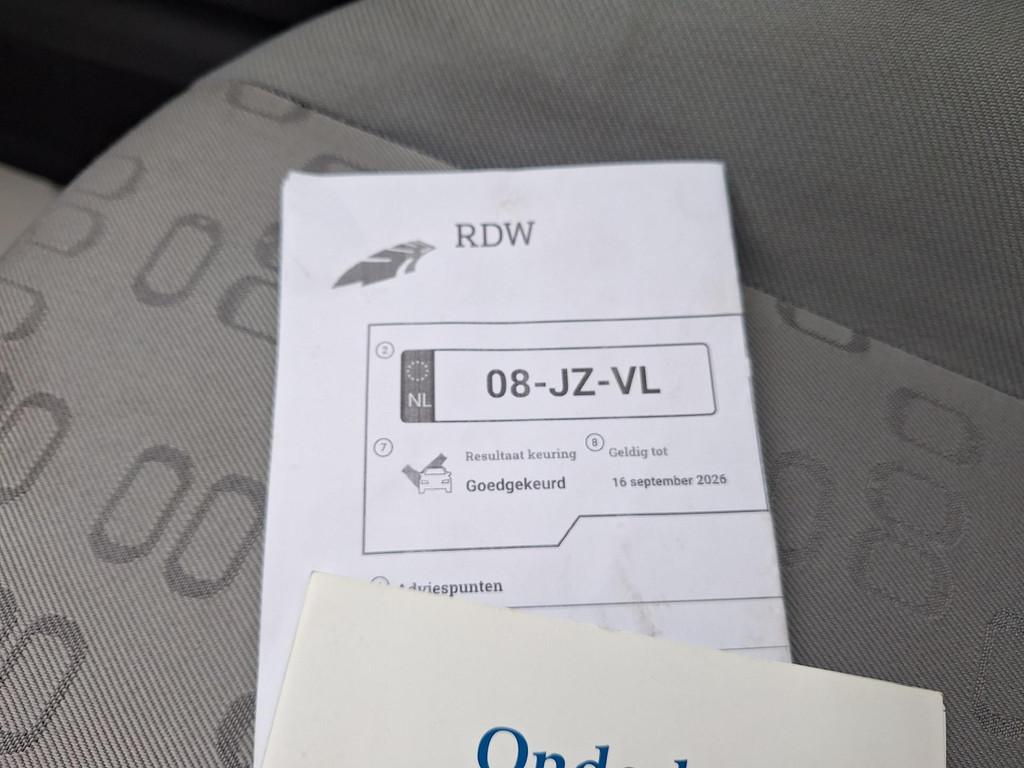 RDW
2
NL
08-JZ-VL
7
Resultaat keuring
8
Geldig tot
Goedgekeurd
16 september 2026
Adviespunten